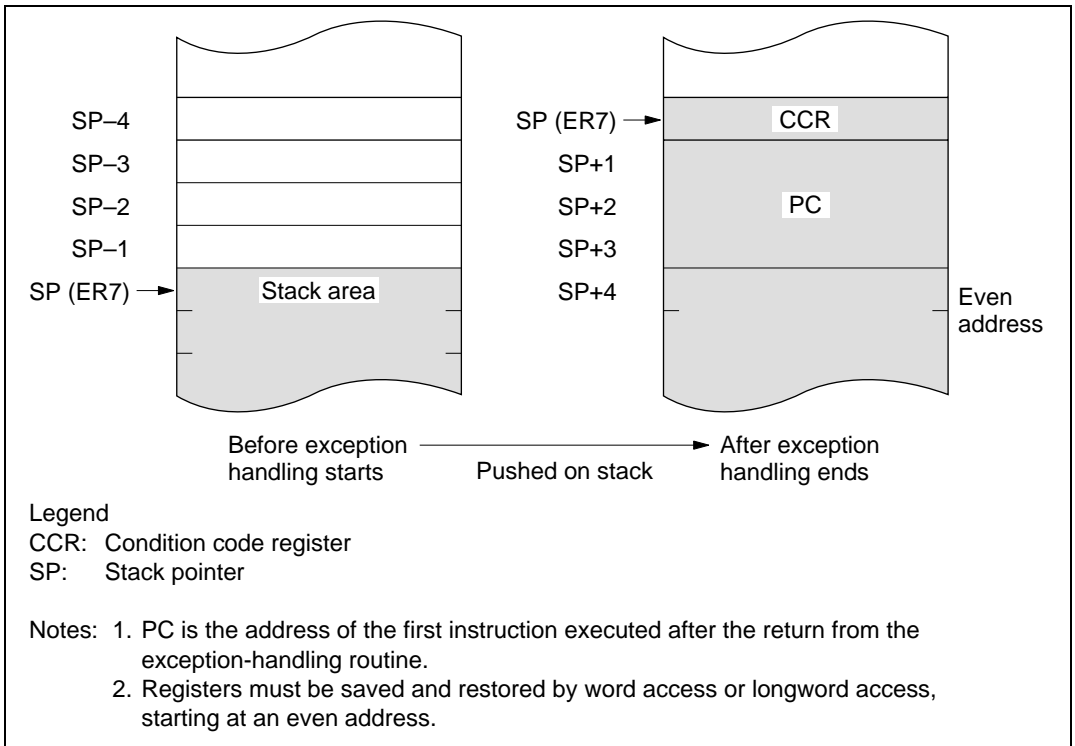 SP–4
SP–3
SP–2
SP–1
SP (ER7)
Stack area
SP (ER7)
CCR
SP+1
SP+2
PC
SP+3
SP+4
Even
address
Before exception
handling starts
Pushed on stack
After exception
handling ends
Legend
CCR: Condition code register
SP: Stack pointer
Notes: 1. PC is the address of the first instruction executed after the return from the
exception-handling routine.
2. Registers must be saved and restored by word access or longword access,
starting at an even address.